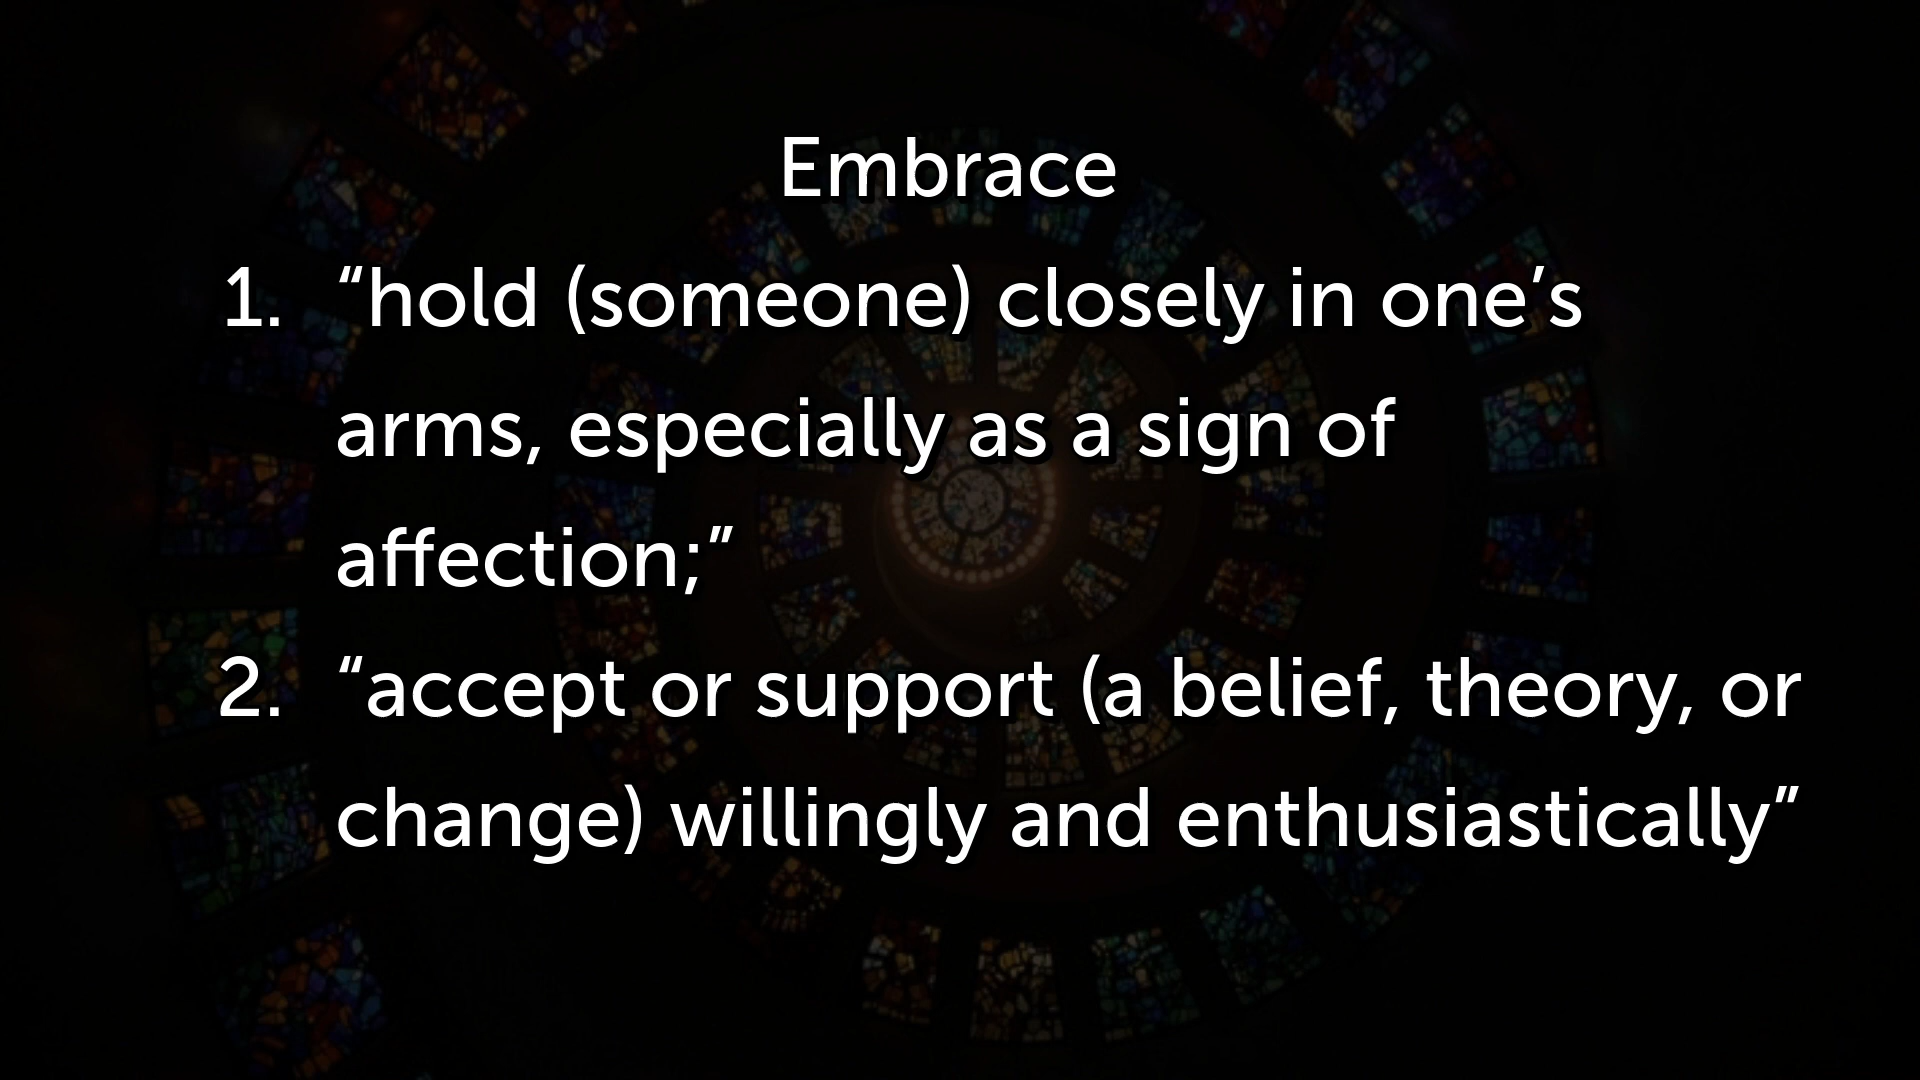 Embrace
1. “hold (someone) closely in one’s
arms, especially as a sign of
affection;”
2. “accept or support (a belief, theory, or
change) willingly and enthusiastically”